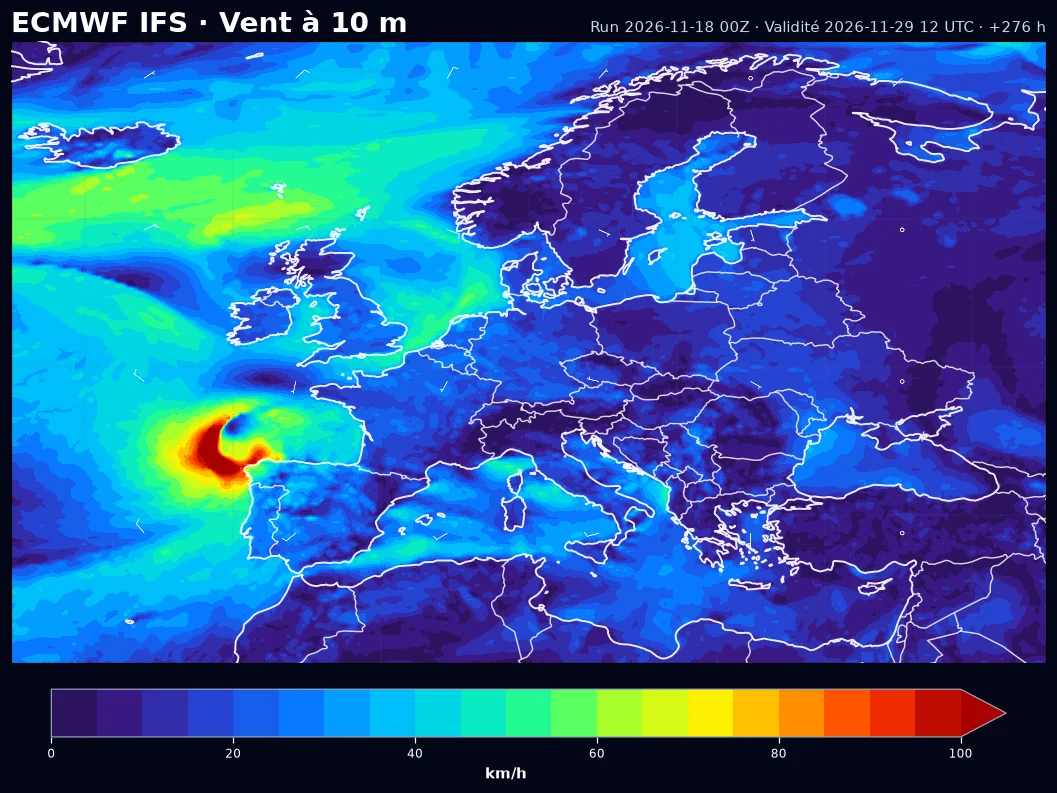 ECMWF IFS · Vent à 10 m
Run 2026-11-18 00Z · Validité 2026-11-29 12 UTC · +276 h
0 20 40 60 80 100
km/h